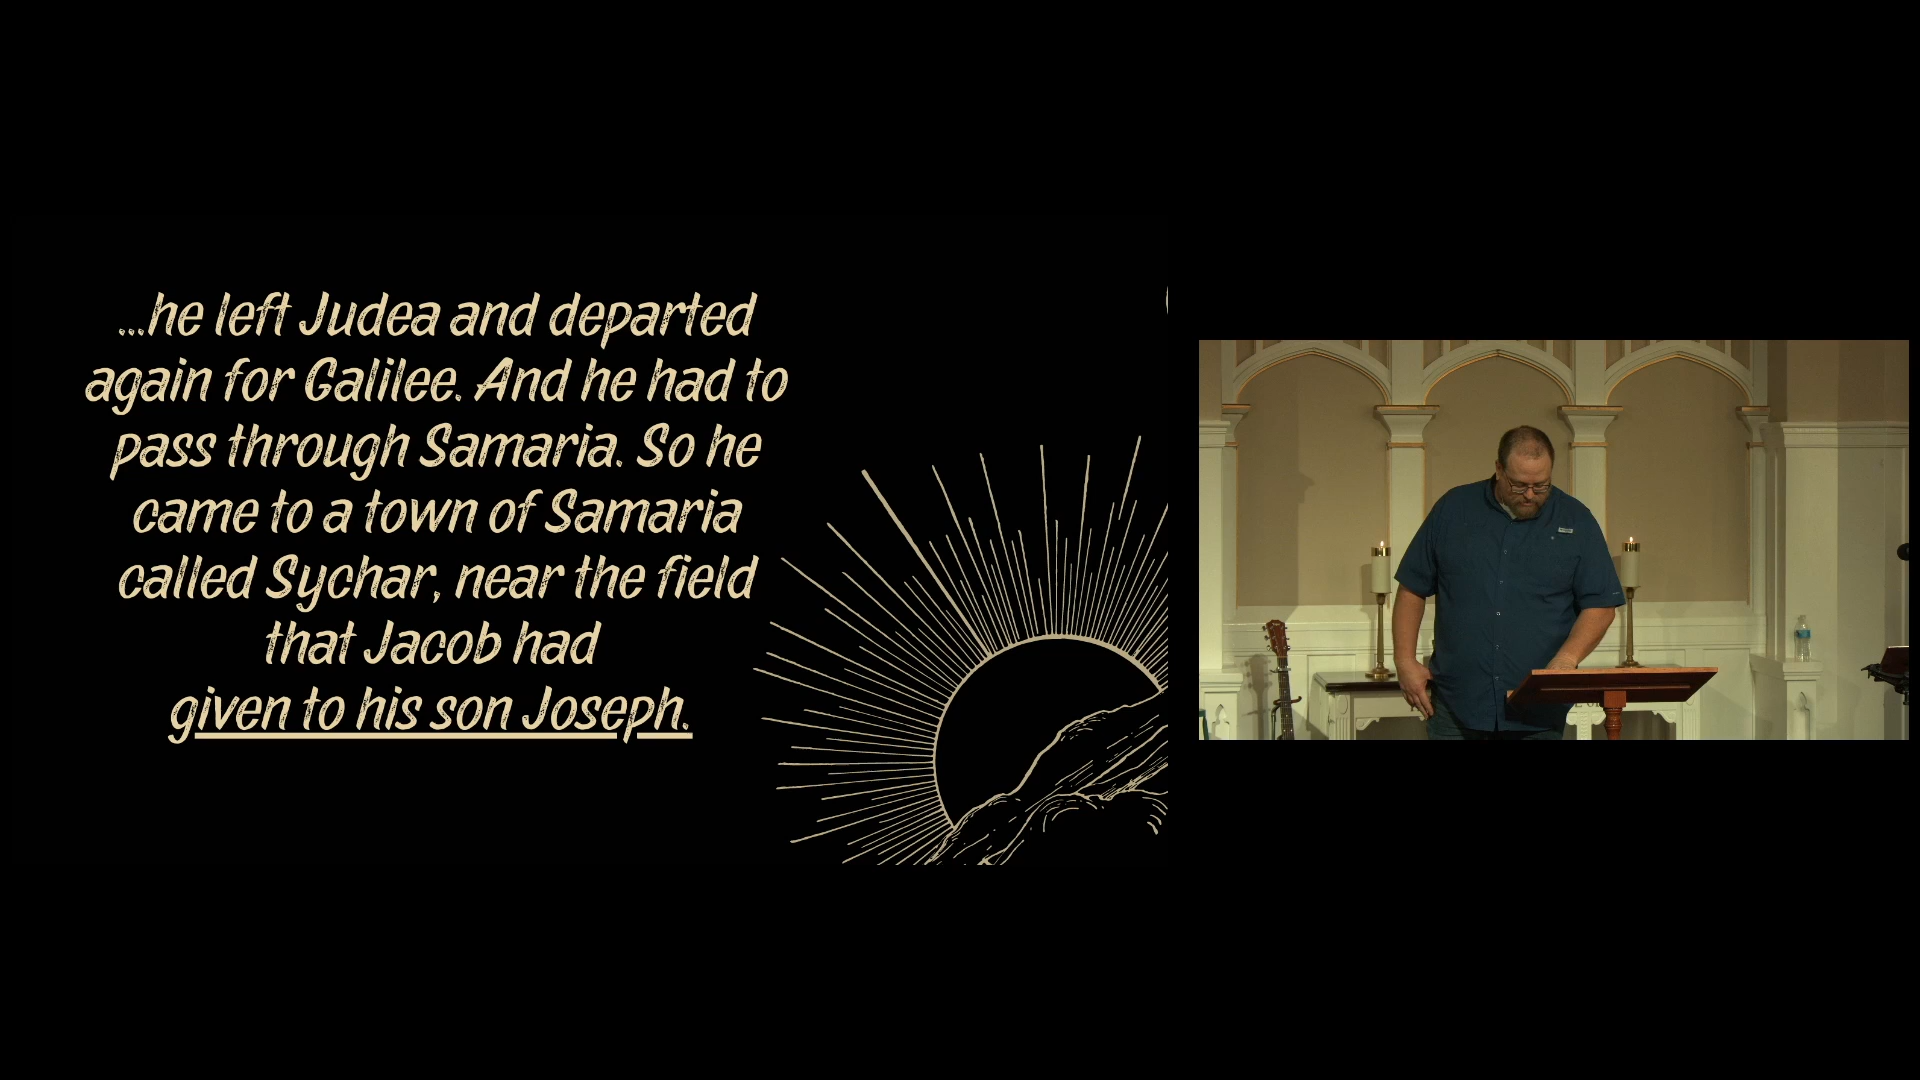 ...he left Judea and departed
again for Galilee. And he had to
pass through Samaria. So he
came to a town of Samaria
called Sychar, near the field
that Jacob had
given to his son Joseph.